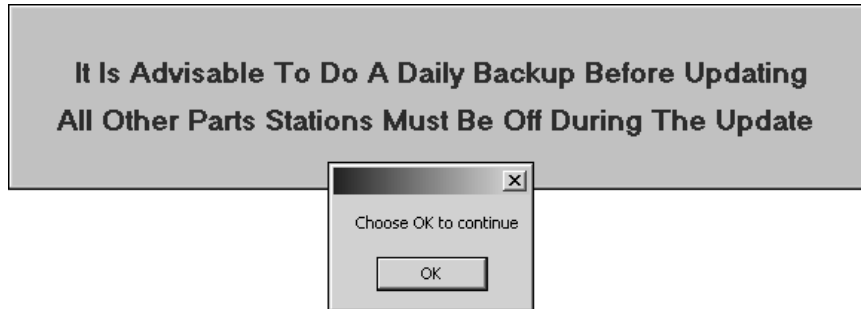 It Is Advisable To Do A Daily Backup Before Updating
All Other Parts Stations Must Be Off During The Update
Choose OK to continue
OK